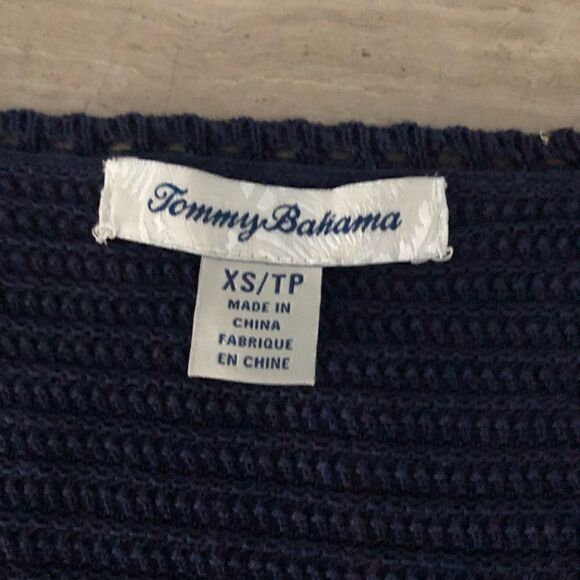 Tommy Bahama
XS/TP
MADE IN
CHINA
FABRIQUE
EN CHINE